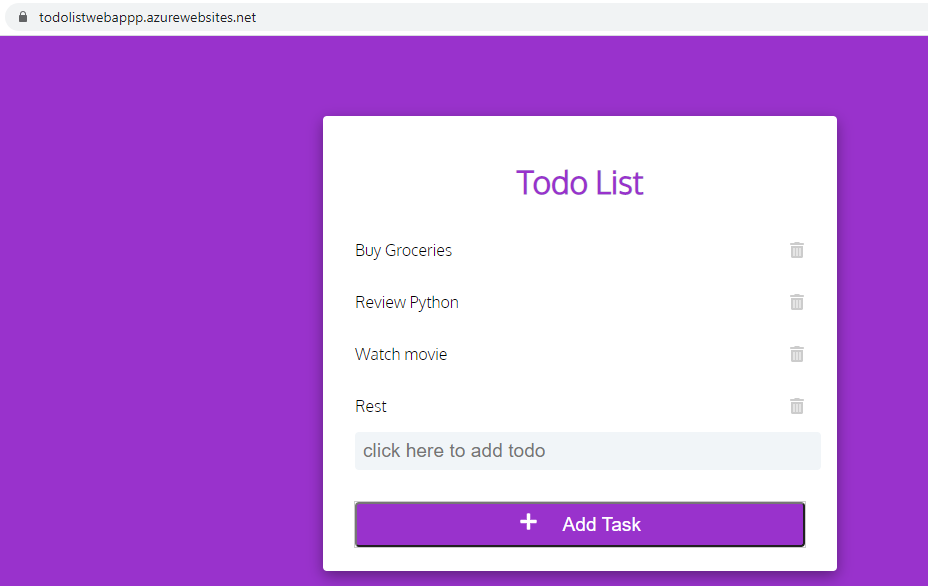 todolistwebappp.azurewebsites.net
Todo List
Buy Groceries
Review Python
Watch movie
Rest
click here to add todo
Add Task